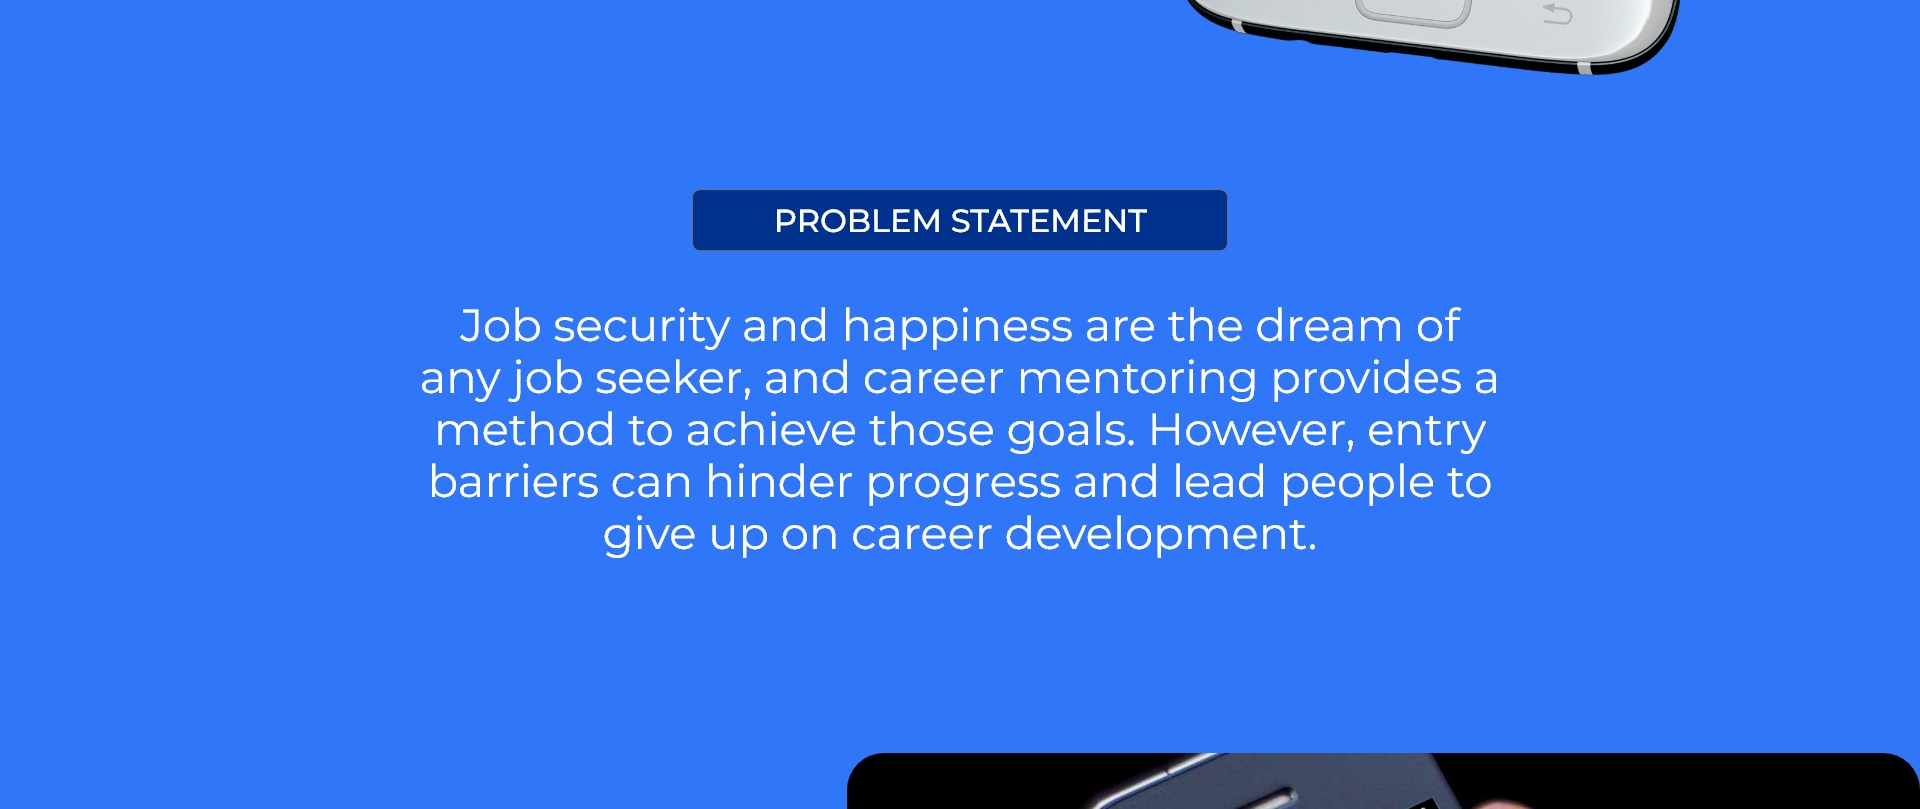 PROBLEM STATEMENT
Job security and happiness are the dream of
any job seeker, and career mentoring provides a
method to achieve those goals. However, entry
barriers can hinder progress and lead people to
give up on career development.